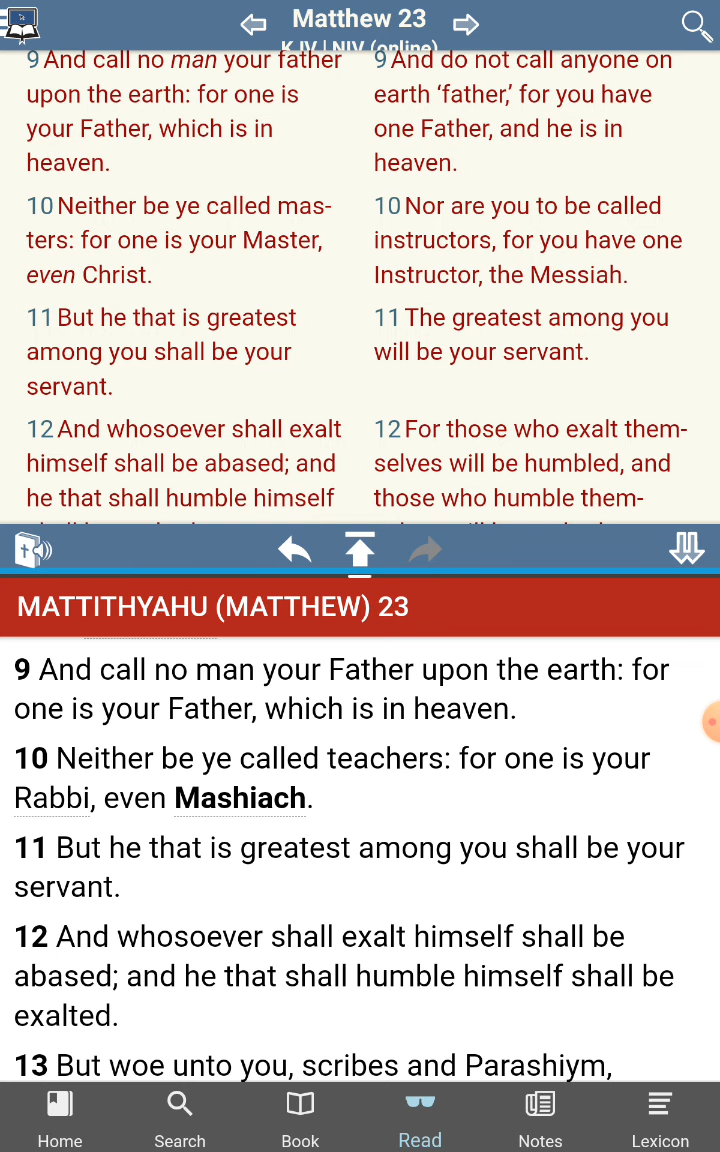 Matthew 23
KJV | NIV (online)
9 And call no man your father
upon the earth: for one is
your Father, which is in
heaven.
10 Neither be ye called mas-
ters: for one is your Master,
even Christ.
11 But he that is greatest
among you shall be your
servant.
12 And whosoever shall exalt
himself shall be abased; and
he that shall humble himself
9 And do not call anyone on
earth ‘father,’ for you have
one Father, and he is in
heaven.
10 Nor are you to be called
instructors, for you have one
Instructor, the Messiah.
11 The greatest among you
will be your servant.
12 For those who exalt them-
selves will be humbled, and
those who humble them-
MATTITHYAHU (MATTHEW) 23
9 And call no man your Father upon the earth: for
one is your Father, which is in heaven.
10 Neither be ye called teachers: for one is your
Rabbi, even Mashiach.
11 But he that is greatest among you shall be your
servant.
12 And whosoever shall exalt himself shall be
abased; and he that shall humble himself shall be
exalted.
13 But woe unto you, scribes and Parashiym,
Home Search Book Read Notes Lexicon